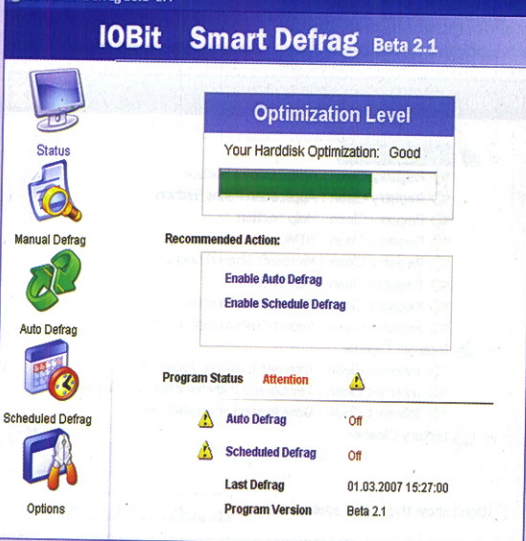 IOBit Smart Defrag Beta 2.1
Optimization Level
Your Harddisk Optimization: Good
Status
Manual Defrag
Auto Defrag
Scheduled Defrag
Options
Recommended Action:
Enable Auto Defrag
Enable Schedule Defrag
Program Status Attention
Auto Defrag Off
Scheduled Defrag Off
Last Defrag 01.03.2007 15:27:00
Program Version Beta 2.1